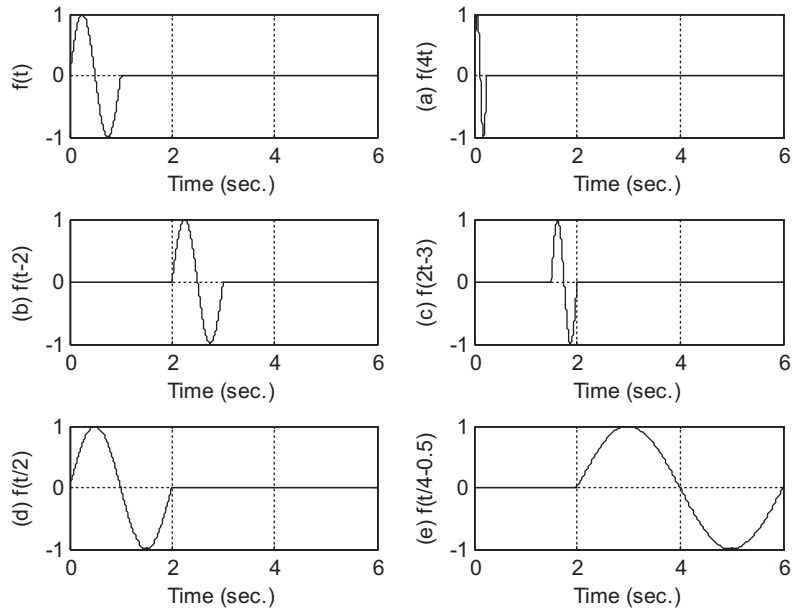 f(t)
1
0
-1
0 2 4 6
Time (sec.)
(a) f(4t)
1
0
-1
0 2 4 6
Time (sec.)
(b) f(t-2)
1
0
-1
0 2 4 6
Time (sec.)
(c) f(2t-3)
1
0
-1
0 2 4 6
Time (sec.)
(d) f(t/2)
1
0
-1
0 2 4 6
Time (sec.)
(e) f(t/4-0.5)
1
0
-1
0 2 4 6
Time (sec.)